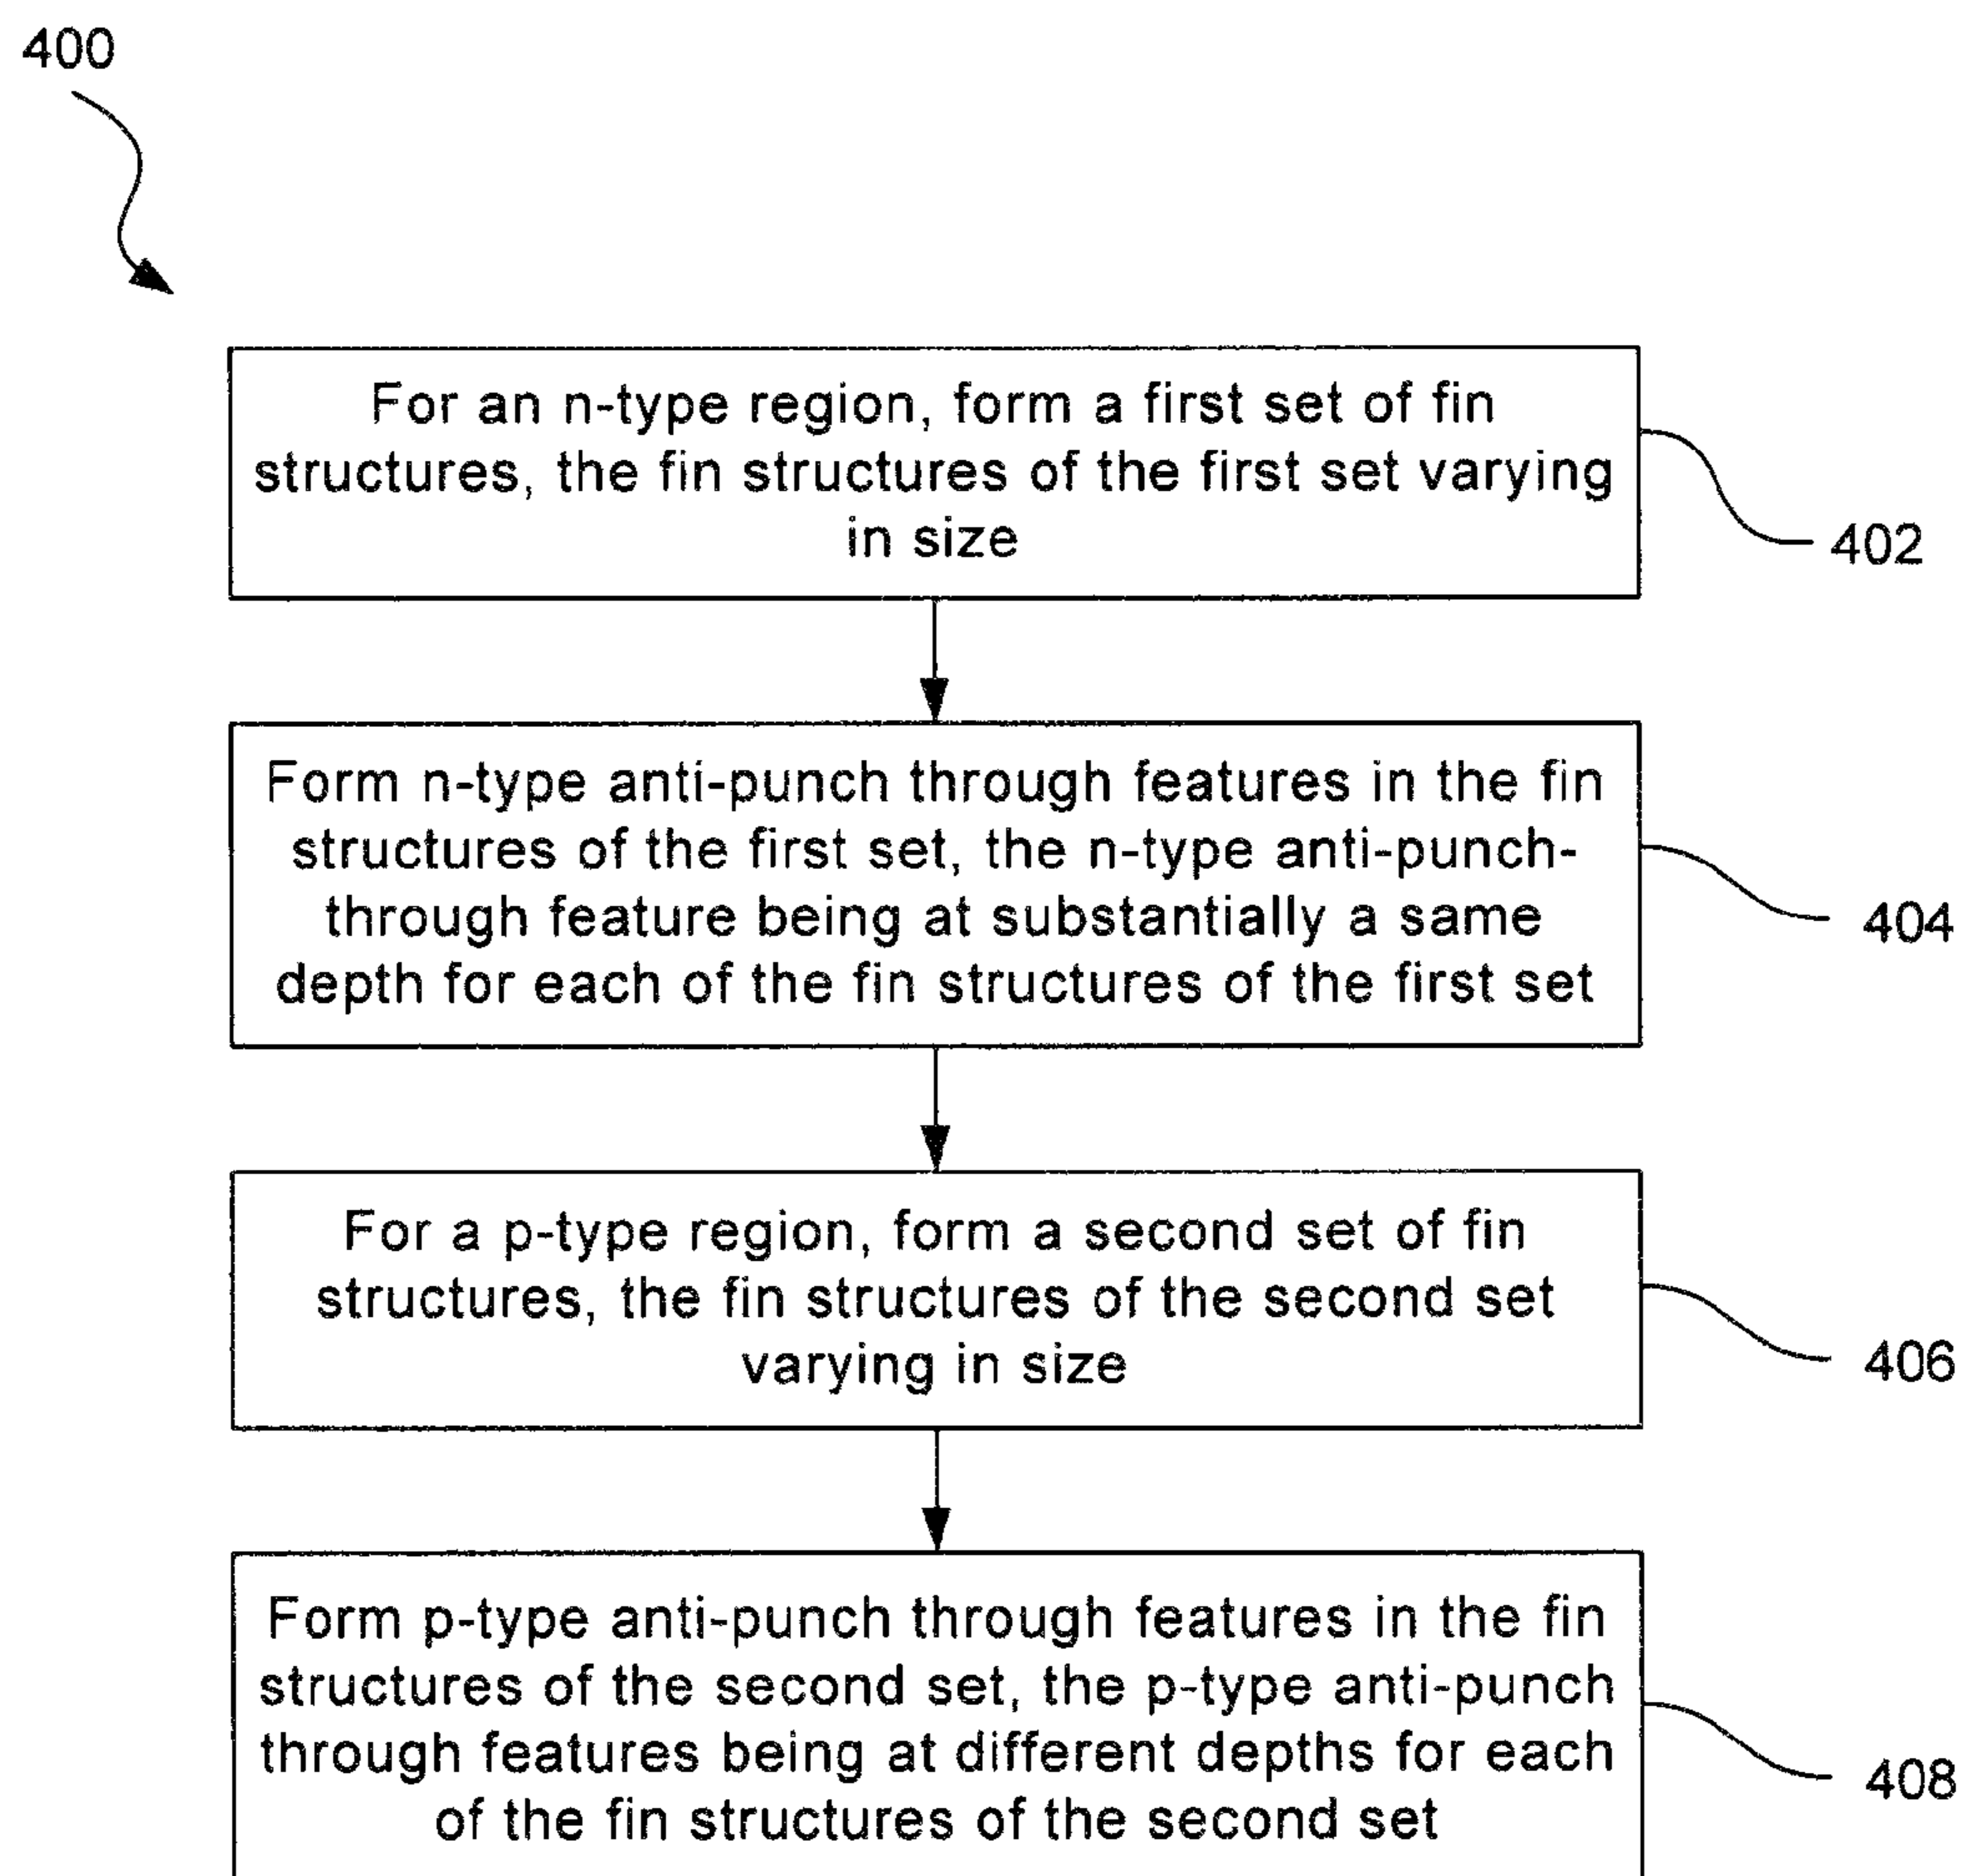 400
For an n-type region, form a first set of fin
structures, the fin structures of the first set varying
in size
402
Form n-type anti-punch through features in the fin
structures of the first set, the n-type anti-punch-
through feature being at substantially a same
depth for each of the fin structures of the first set
404
For a p-type region, form a second set of fin
structures, the fin structures of the second set
varying in size
406
Form p-type anti-punch through features in the fin
structures of the second set, the p-type anti-punch
through features being at different depths for each
of the fin structures of the second set
408